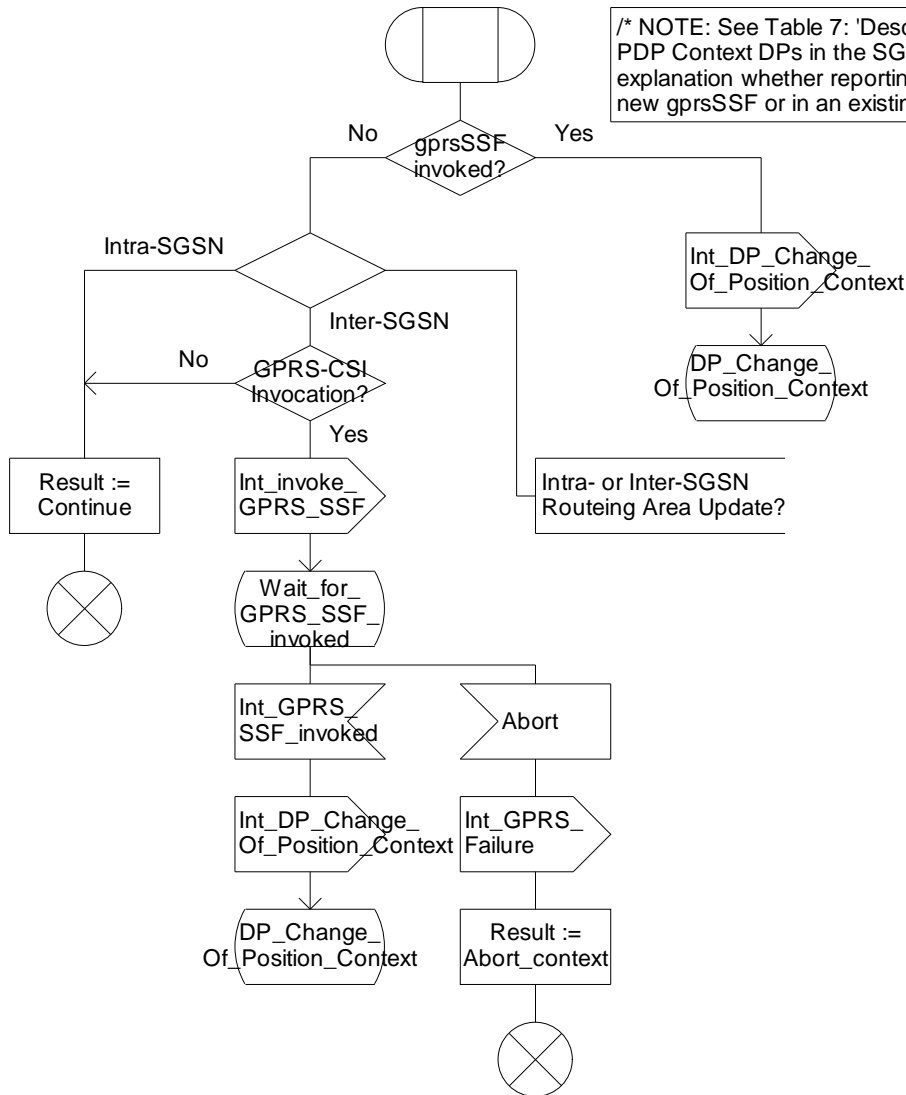 /* NOTE: See Table 7: 'Desc
PDP Context DPs in the SG
explanation whether reportin
new gprsSSF or in an existin
No
gprsSSF
invoked?
Yes
Intra-SGSN
Int_DP_Change_
Of_Position_Context
Inter-SGSN
No
GPRS-CSI
Invocation?
DP_Change_
Of_Position_Context
Yes
Result :=
Continue
Int_invoke_
GPRS_SSF
Intra- or Inter-SGSN
Routeing Area Update?
Wait_for_
GPRS_SSF_
invoked
Int_GPRS_
SSF_invoked
Abort
Int_DP_Change_
Of_Position_Context
Int_GPRS_
Failure
DP_Change_
Of_Position_Context
Result :=
Abort_context